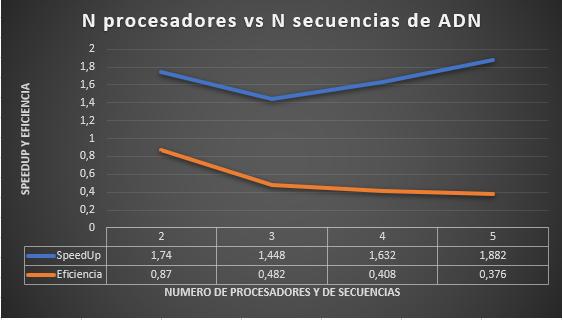 N procesadores vs N secuencias de ADN
SPEEDUP Y EFICIENCIA
2
1,8
1,6
1,4
1,2
1
0,8
0,6
0,4
0,2
0
2 3 4 5
SpeedUp 1,74 1,448 1,632 1,882
Eficiencia 0,87 0,482 0,408 0,376
NUMERO DE PROCESADORES Y DE SECUENCIAS